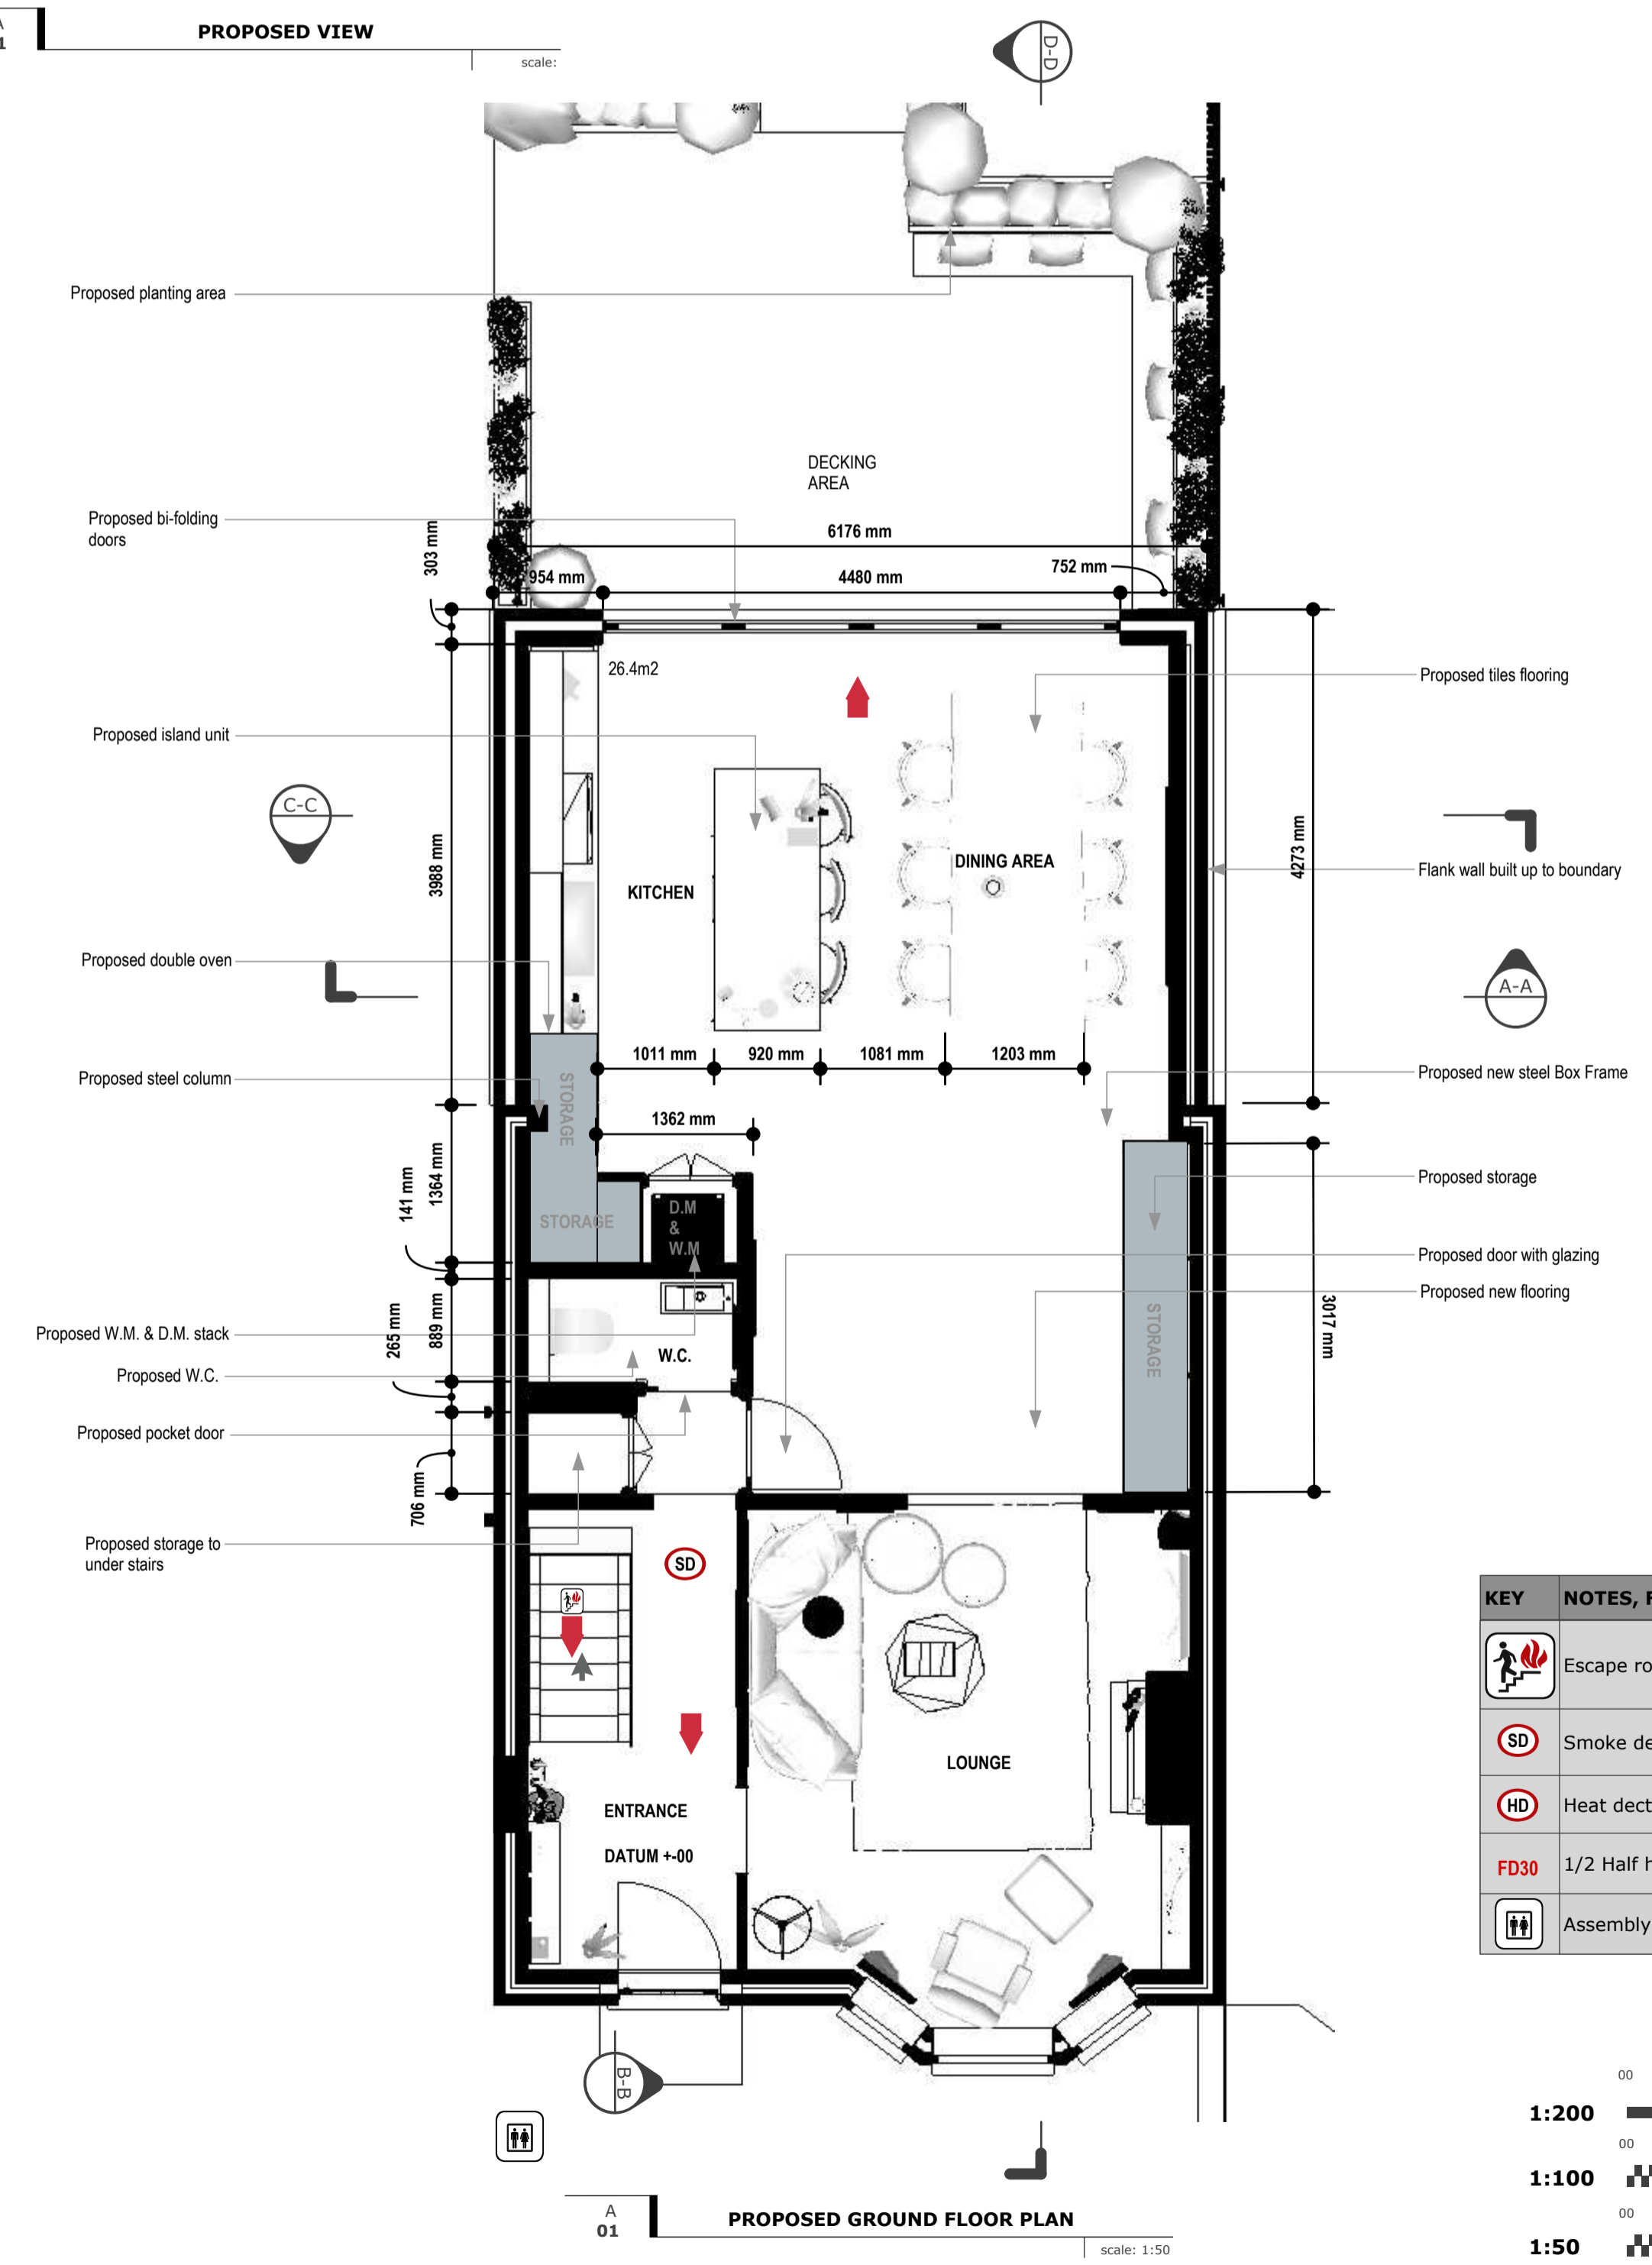 A
1
PROPOSED VIEW
scale:
D-D
Proposed planting area
DECKING
AREA
Proposed bi-folding
doors
303 mm
6176 mm
954 mm
4480 mm
752 mm
26.4m2
Proposed tiles flooring
Proposed island unit
C-C
3988 mm
KITCHEN
DINING AREA
4273 mm
Flank wall built up to boundary
Proposed double oven
A-A
1011 mm
920 mm
1081 mm
1203 mm
Proposed steel column
STORAGE
Proposed new steel Box Frame
1362 mm
141 mm
1364 mm
STORAGE
D.M
&
W.M
Proposed storage
Proposed door with glazing
Proposed new flooring
265 mm
889 mm
STORAGE
3017 mm
Proposed W.M. & D.M. stack
W.C.
Proposed W.C.
Proposed pocket door
706 mm
Proposed storage to
under stairs
SD
KEY
NOTES,
Escape
SD
Smoke
LOUNGE
HD
Heat
ENTRANCE
DATUM +-00
FD30
1/2 Half
Assembly
B-B
00
1:200
00
1:100
00
1:50
A
01
PROPOSED GROUND FLOOR PLAN
scale: 1:50